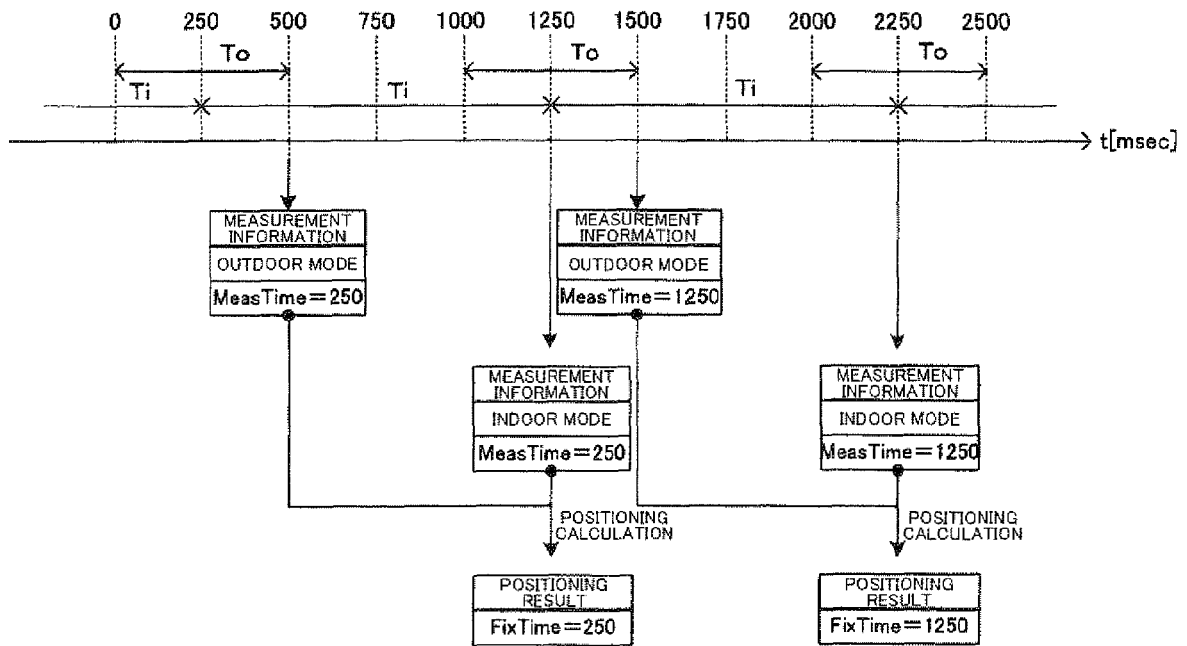 0 250 500 750 1000 1250 1500 1750 2000 2250 2500
To To To
Ti Ti Ti
t[msec]
MEASUREMENT
INFORMATION
OUTDOOR MODE
MeasTime=250
MEASUREMENT
INFORMATION
OUTDOOR MODE
MeasTime=1250
MEASUREMENT
INFORMATION
INDOOR MODE
MeasTime=250
MEASUREMENT
INFORMATION
INDOOR MODE
MeasTime=1250
POSITIONING
CALCULATION
POSITIONING
CALCULATION
POSITIONING
RESULT
FixTime=250
POSITIONING
RESULT
FixTime=1250